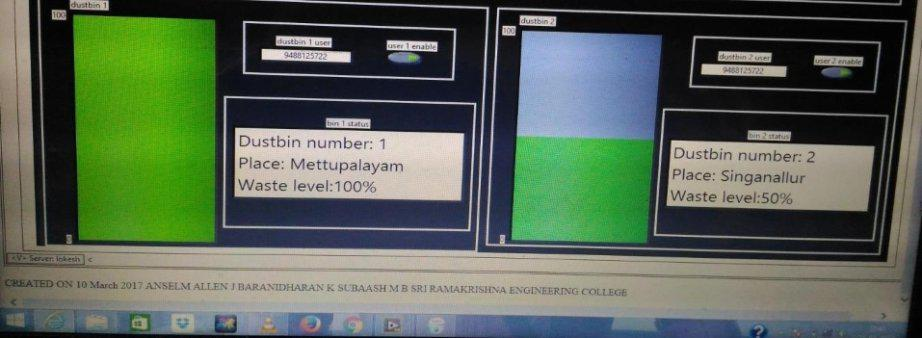 dustbin 1
100
dustbin 1 user
9488125722
user 1 enable
bin 1 status
Dustbin number: 1
Place: Mettupalayam
Waste level:100%
0
dustbin 2
100
dustbin 2 user
9488125722
user 2 enable
bin 2 status
Dustbin number: 2
Place: Singanallur
Waste level:50%
0
<V> Server: lokesh
CREATED ON 10 March 2017 ANSELM ALLEN J BARANIDHARAN K SUBAASH M B SRI RAMAKRISHNA ENGINEERING COLLEGE